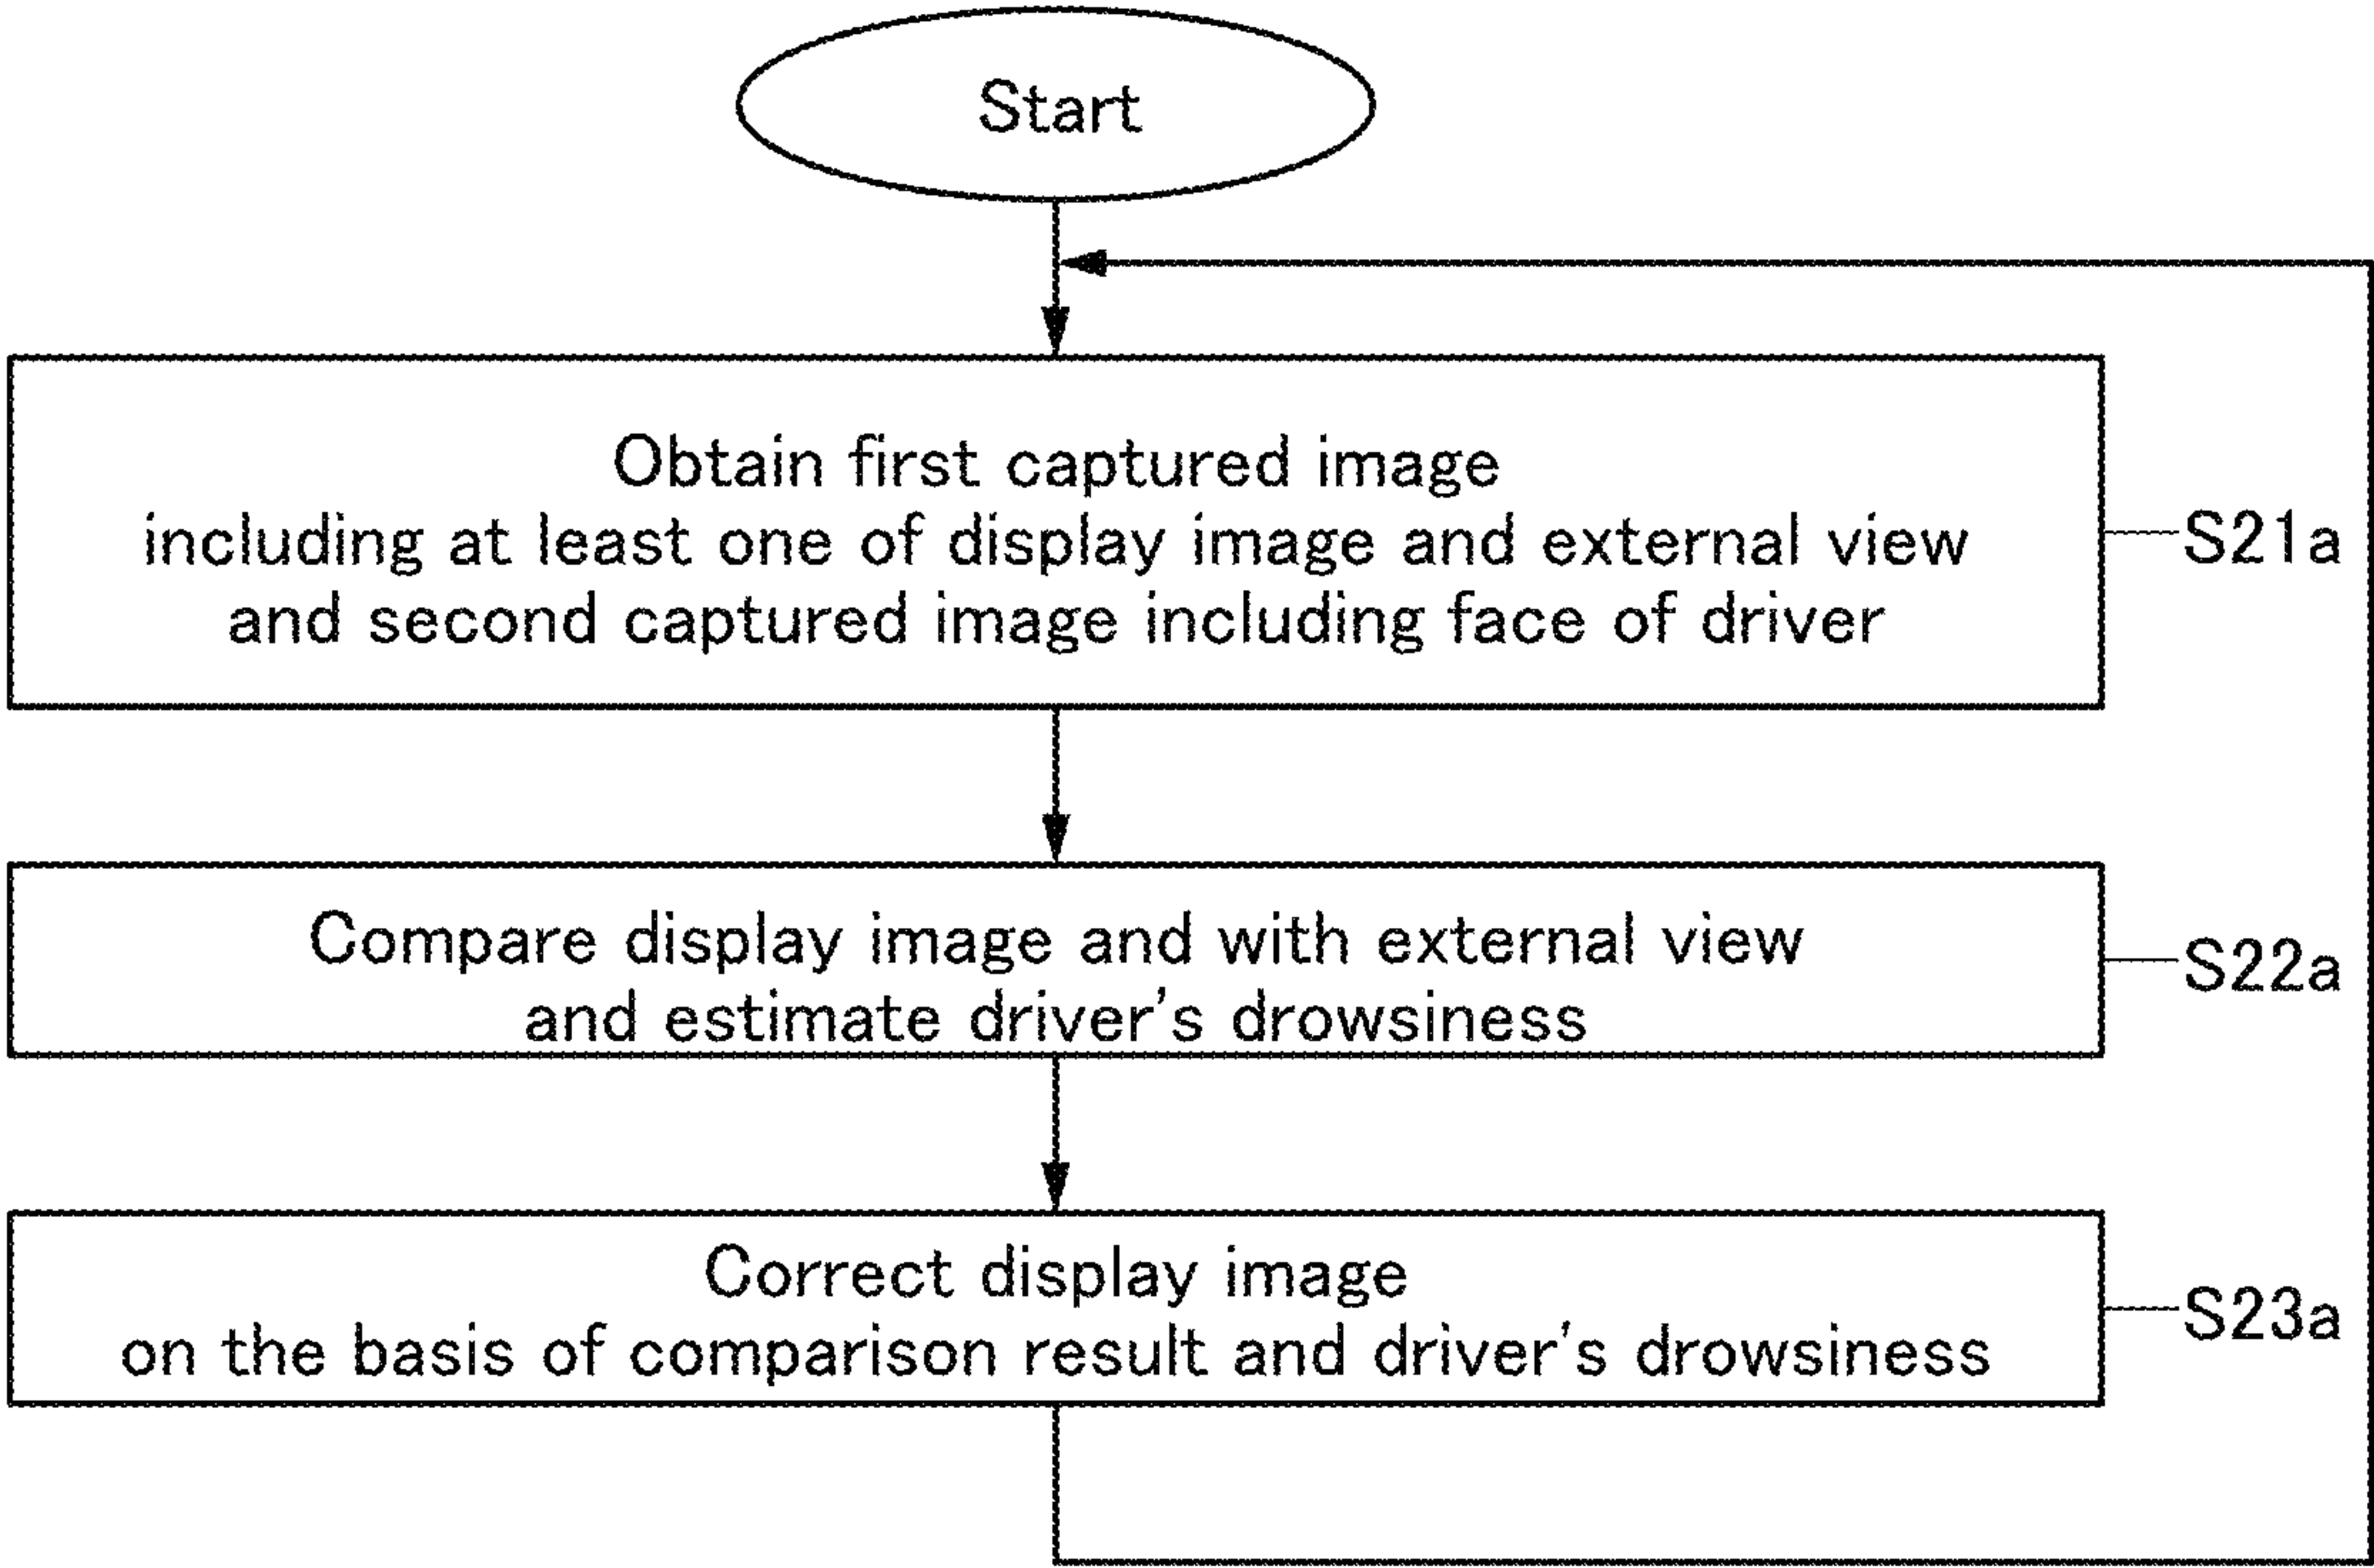 Start
Obtain first captured image
including at least one of display image and external view
and second captured image including face of driver
S21a
Compare display image and with external view
and estimate driver's drowsiness
S22a
Correct display image
on the basis of comparison result and driver's drowsiness
S23a